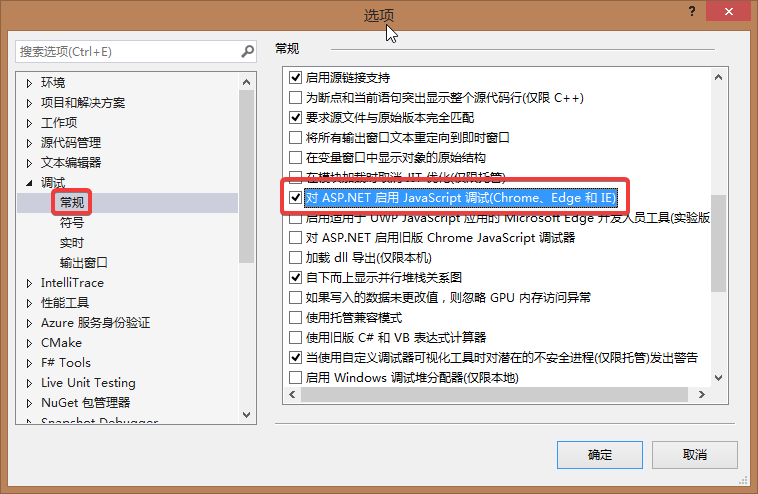 选项
?
搜索选项(Ctrl+E)
环境
项目和解决方案
工作项
源代码管理
文本编辑器
调试
常规
符号
实时
输出窗口
IntelliTrace
性能工具
Azure 服务身份验证
CMake
F# Tools
Live Unit Testing
NuGet 包管理器
Snapshot Debugger
常规
启用源链接支持
为断点和当前语句突出显示整个源代码行(仅限 C++)
要求源文件与原始版本完全匹配
将所有输出窗口文本重定向到即时窗口
在变量窗口中显示对象的原始结构
在模块加载时取消 JIT 优化(仅限托管)
对 ASP.NET 启用 JavaScript 调试(Chrome、Edge 和 IE)
启用适用于 UWP JavaScript 应用的 Microsoft Edge 开发人员工具(实验版
对 ASP.NET 启用旧版 Chrome JavaScript 调试器
加载 dll 导出(仅限本机)
自下而上显示并行堆栈关系图
如果写入的数据未更改值，则忽略 GPU 内存访问异常
使用托管兼容模式
使用旧版 C# 和 VB 表达式计算器
当使用自定义调试器可视化工具时对潜在的不安全进程(仅限托管)发出警告
启用 Windows 调试堆分配器(仅限本地)
确定
取消